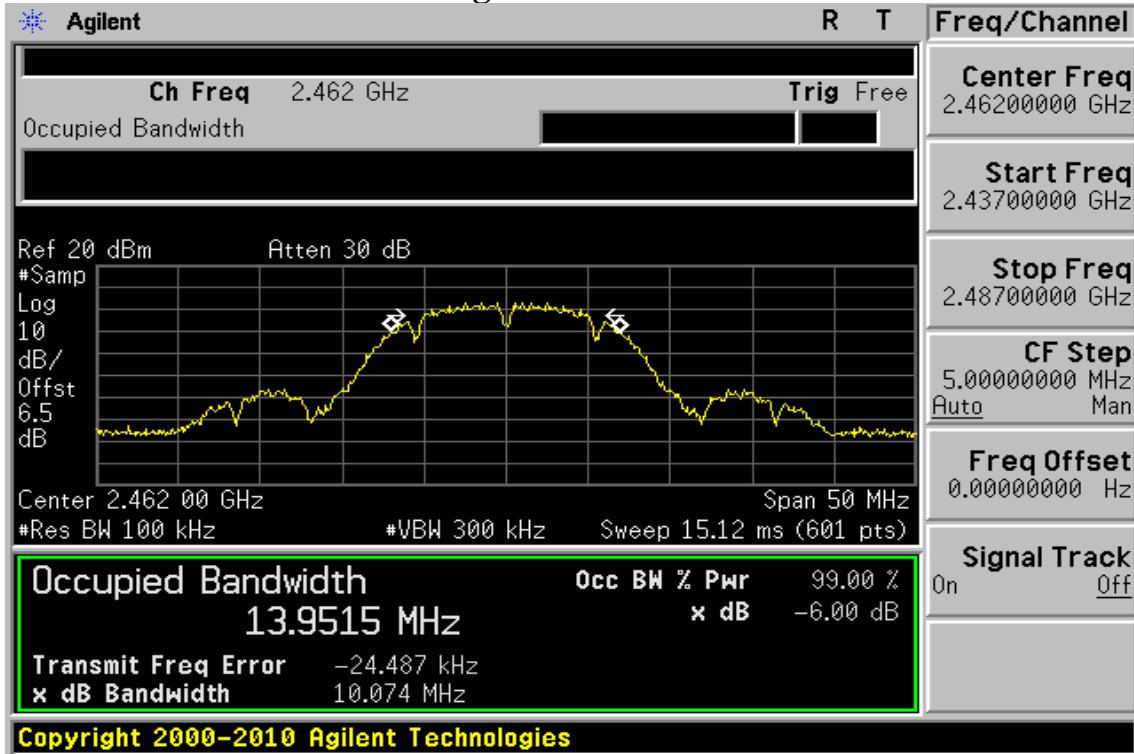 Agilent R T Freq/Channel
Ch Freq 2.462 GHz Trig Free
Occupied Bandwidth
Center Freq
2.46200000 GHz
Start Freq
2.43700000 GHz
Stop Freq
2.48700000 GHz
CF Step
5.00000000 MHz
Auto Man
Freq Offset
0.00000000 Hz
Signal Track
On Off
Ref 20 dBm Atten 30 dB
#Samp
Log
10
dB/
Offst
6.5
dB
Center 2.462 00 GHz Span 50 MHz
#Res BW 100 kHz #VBW 300 kHz Sweep 15.12 ms (601 pts)
Occupied Bandwidth Occ BW % Pwr 99.00 %
13.9515 MHz x dB -6.00 dB
Transmit Freq Error -24.487 kHz
x dB Bandwidth 10.074 MHz
Copyright 2000-2010 Agilent Technologies